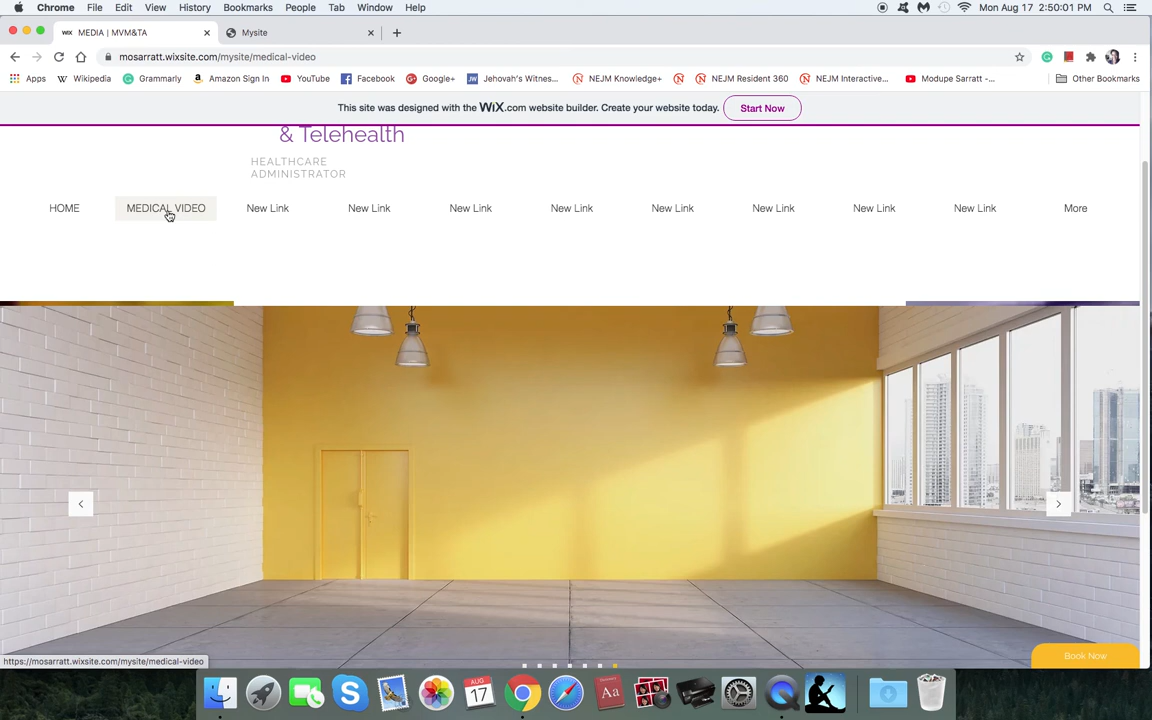 Chrome File Edit View History Bookmarks People Tab Window Help Mon Aug 17 2:50:01 PM
WIX MEDIA | MVM&TA × Mysite × +
mosarratt.wixsite.com/mysite/medical-video
Apps Wikipedia Grammarly Amazon Sign In YouTube Facebook Google+ Jehovah's Witnes... NEJM Knowledge+ NEJM Resident 360 NEJM Interactive... Modupe Sarratt -... Other Bookmarks
This site was designed with the WiX.com website builder. Create your website today. Start Now
& Telehealth
HEALTHCARE
ADMINISTRATOR
HOME MEDICAL VIDEO New Link New Link New Link New Link New Link New Link New Link New Link More
Book Now
https://mosarratt.wixsite.com/mysite/medical-video
AUG
17
Aa